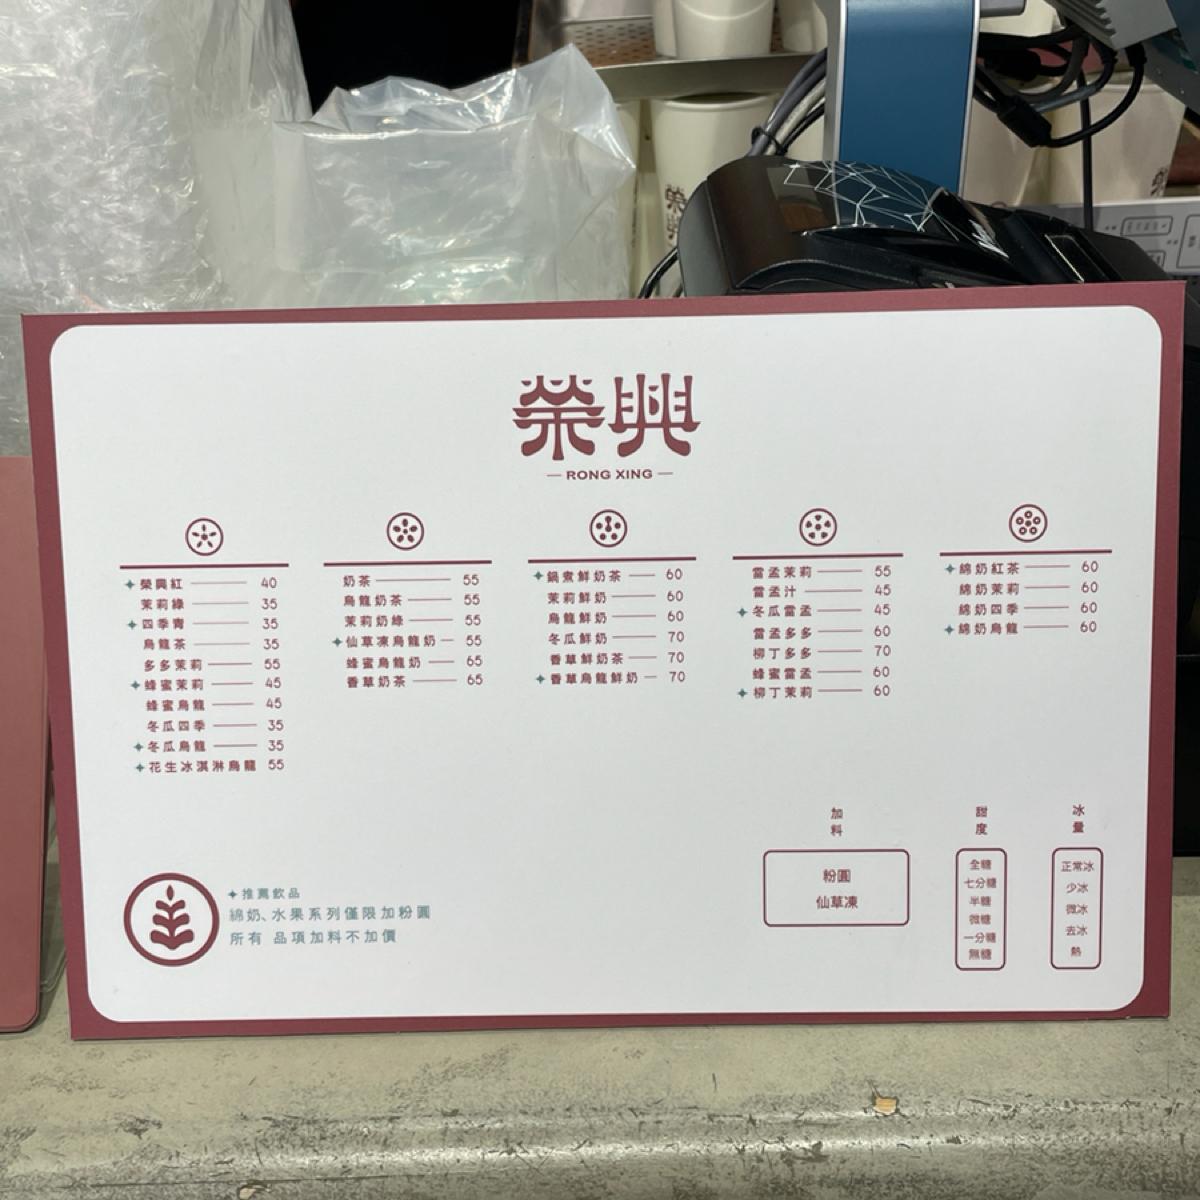 榮興
RONG XING
榮興紅 40
茉莉綠 35
四季青 35
烏龍茶 35
多多茉莉 55
蜂蜜茉莉 45
蜂蜜烏龍 45
冬瓜四季 35
冬瓜烏龍 35
花生冰淇淋烏龍 55
奶茶 55
烏龍奶茶 55
茉莉奶綠 55
仙草凍烏龍奶 55
蜂蜜烏龍奶 65
香草奶茶 65
鍋煮鮮奶茶 60
茉莉鮮奶 60
烏龍鮮奶 60
冬瓜鮮奶 70
香草鮮奶茶 70
香草烏龍鮮奶 70
雷孟茉莉 55
雷孟汁 45
冬瓜雷孟 45
雷孟多多 60
柳丁多多 70
蜂蜜雷孟 60
柳丁茉莉 60
綿奶紅茶 60
綿奶茉莉 60
綿奶四季 60
綿奶烏龍 60
加料
粉圓
仙草凍
甜度
全糖
七分糖
半糖
微糖
一分糖
無糖
冰量
正常冰
少冰
微冰
去冰
熱
推薦飲品
綿奶、水果系列僅限加粉圓
所有 品項加料不加價